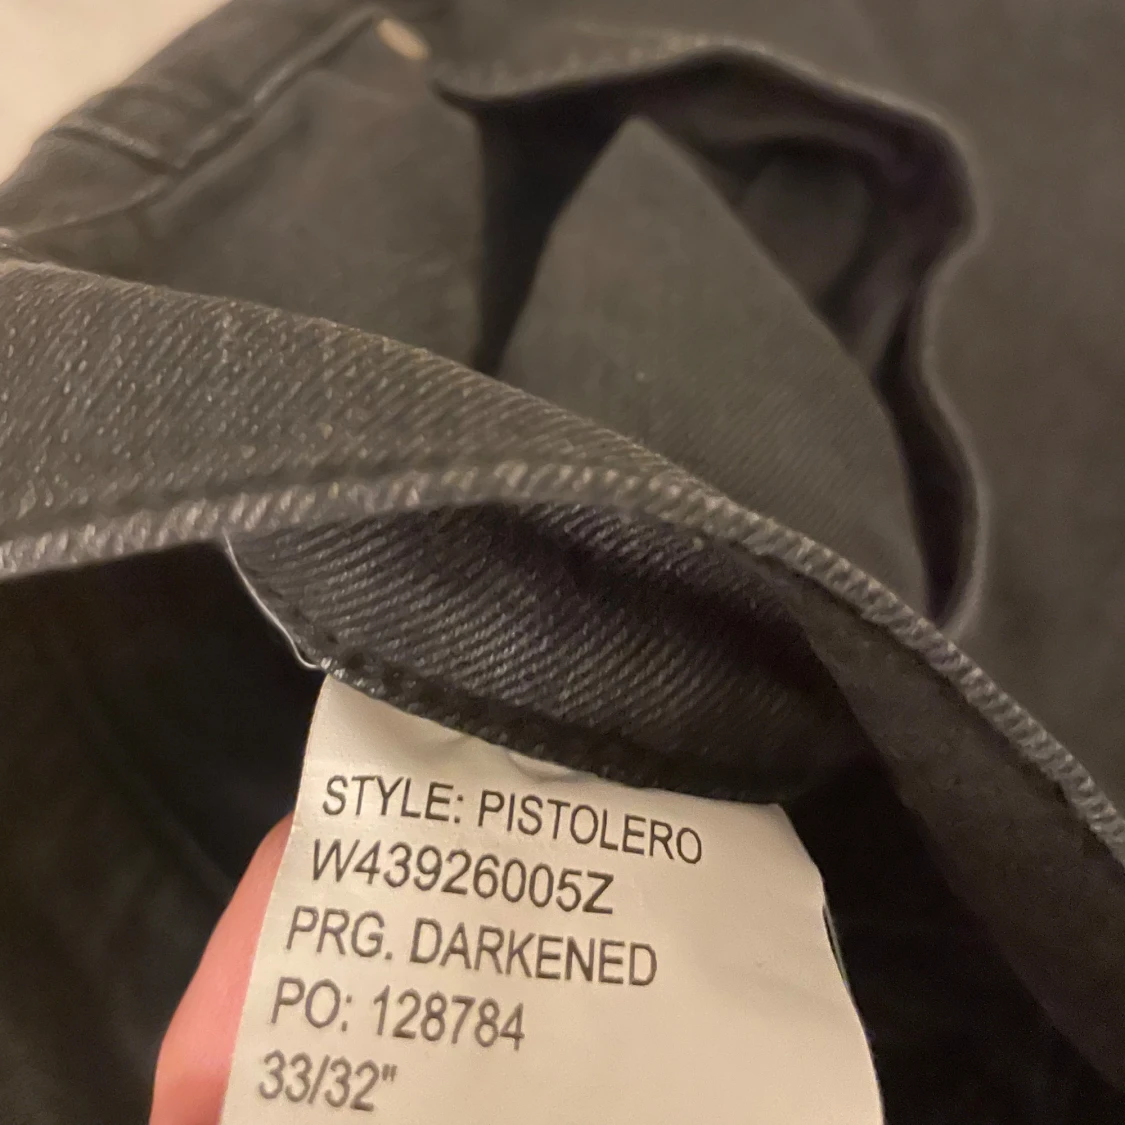 STYLE: PISTOLERO
W43926005Z
PRG. DARKENED
PO: 128784
33/32"